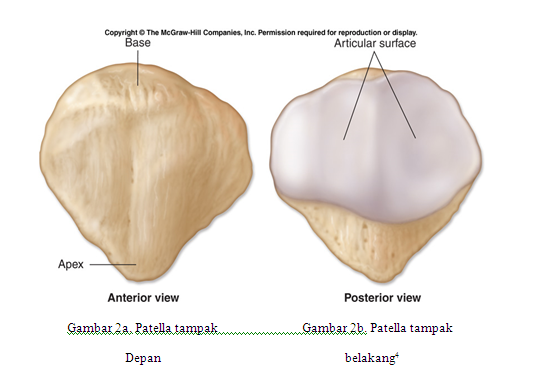 Copyright © The McGraw-Hill Companies, Inc. Permission required for reproduction or display.
Base
Articular surface
Apex
Anterior view
Posterior view
Gambar 2a. Patella tampak
Depan
Gambar 2b. Patella tampak
belakang⁴